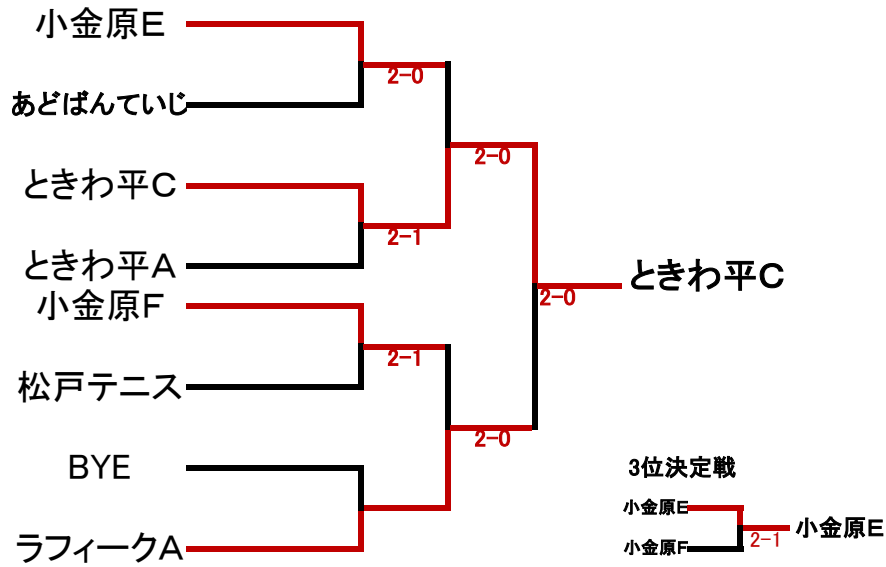 小金原E
2-0
あどばんていじ
2-0
ときわ平C
2-1
ときわ平A
ときわ平C
2-0
小金原F
2-1
松戸テニス
2-0
BYE
3位決定戦
小金原E
小金原E
2-1
小金原F
ラフィークA